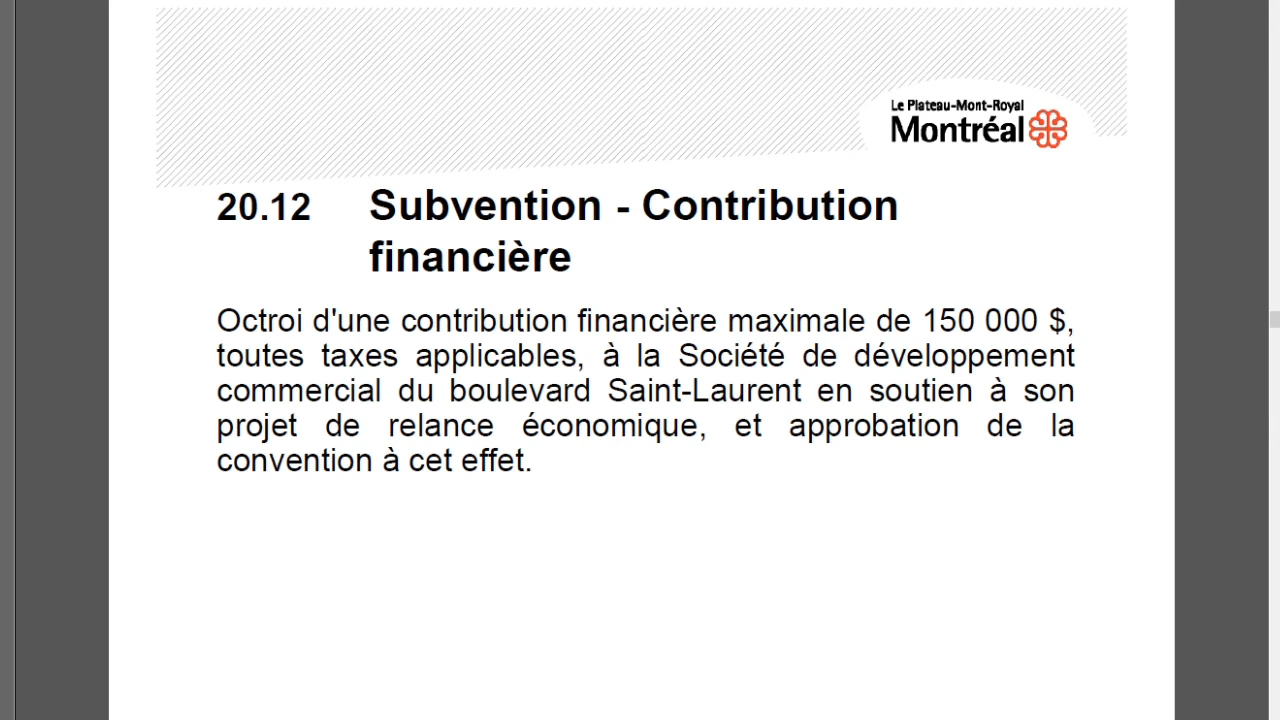 Le Plateau-Mont-Royal
Montréal
20.12 Subvention - Contribution
financière
Octroi d'une contribution financière maximale de 150 000 $,
toutes taxes applicables, à la Société de développement
commercial du boulevard Saint-Laurent en soutien à son
projet de relance économique, et approbation de la
convention à cet effet.